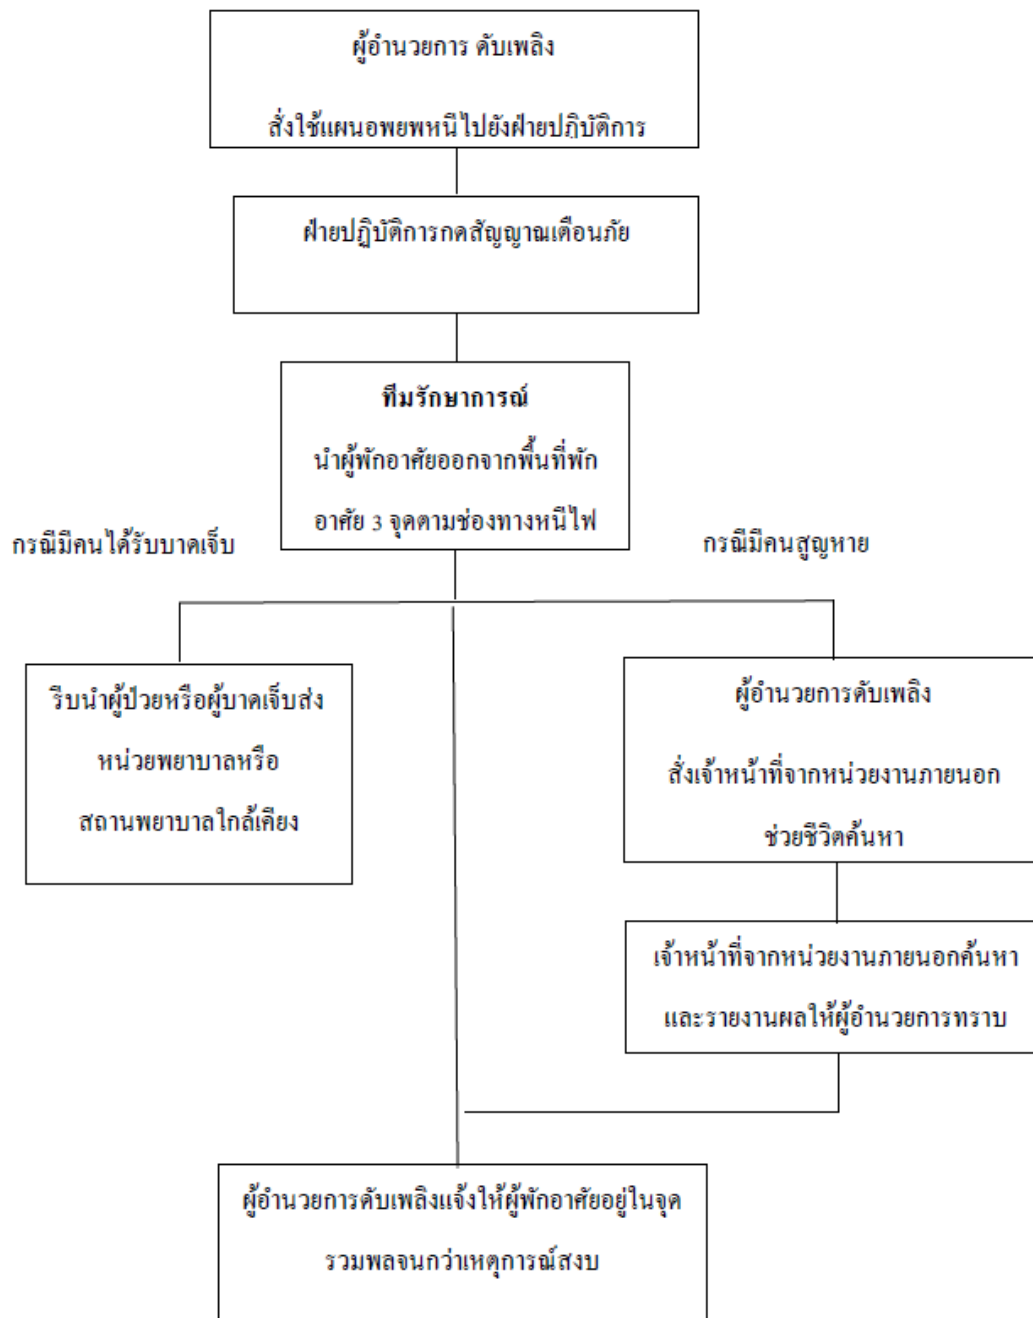 ผู้อำนวยการ ดับเพลิง
สั่งใช้แผนอพยพหนีไปยังฝ่ายปฏิบัติการ
ฝ่ายปฏิบัติการกดสัญญาณเตือนภัย
ทีมรักษาการณ์
นำผู้พักอาศัยออกจากพื้นที่พัก
อาศัย 3 จุดตามช่องทางหนีไฟ
กรณีมีคนได้รับบาดเจ็บ
กรณีมีคนสูญหาย
รีบนำผู้ป่วยหรือผู้บาดเจ็บส่ง
หน่วยพยาบาลหรือ
สถานพยาบาลใกล้เคียง
ผู้อำนวยการดับเพลิง
สั่งเจ้าหน้าที่จากหน่วยงานภายนอก
ช่วยชีวิตค้นหา
เจ้าหน้าที่จากหน่วยงานภายนอกค้นหา
และรายงานผลให้ผู้อำนวยการทราบ
ผู้อำนวยการดับเพลิงแจ้งให้ผู้พักอาศัยอยู่ในจุด
รวมพลจนกว่าเหตุการณ์สงบ